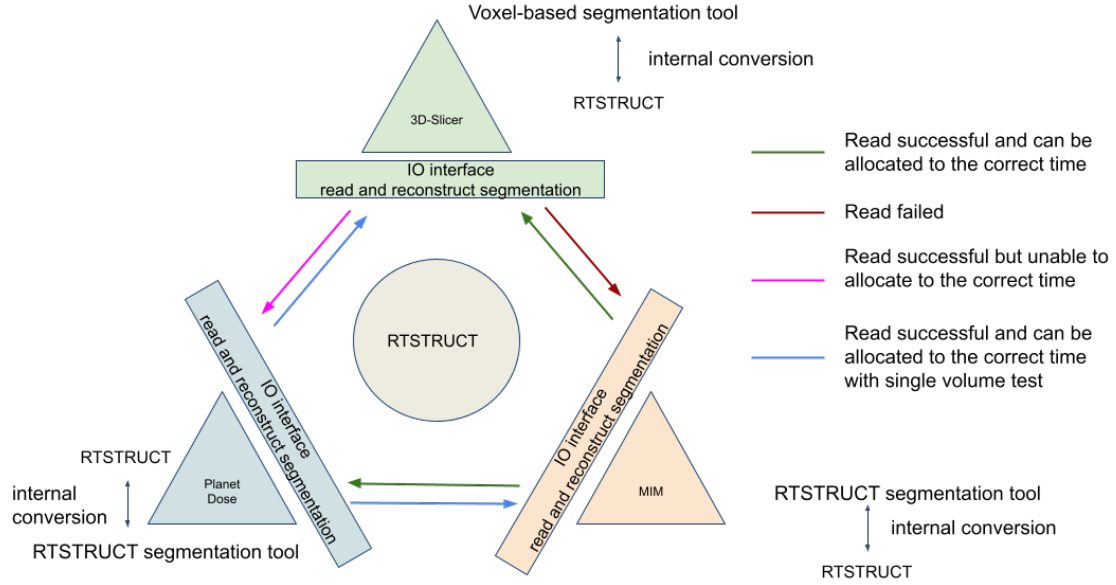 Voxel-based segmentation tool
internal conversion
RTSTRUCT
3D-Slicer
IO interface
read and reconstruct segmentation
Read successful and can be
allocated to the correct time
Read failed
Read successful but unable to
allocate to the correct time
Read successful and can be
allocated to the correct time
with single volume test
RTSTRUCT
IO interface
read and reconstruct segmentation
IO interface
read and reconstruct segmentation
RTSTRUCT
internal
conversion
RTSTRUCT segmentation tool
Planet
Dose
MIM
RTSTRUCT segmentation tool
internal conversion
RTSTRUCT